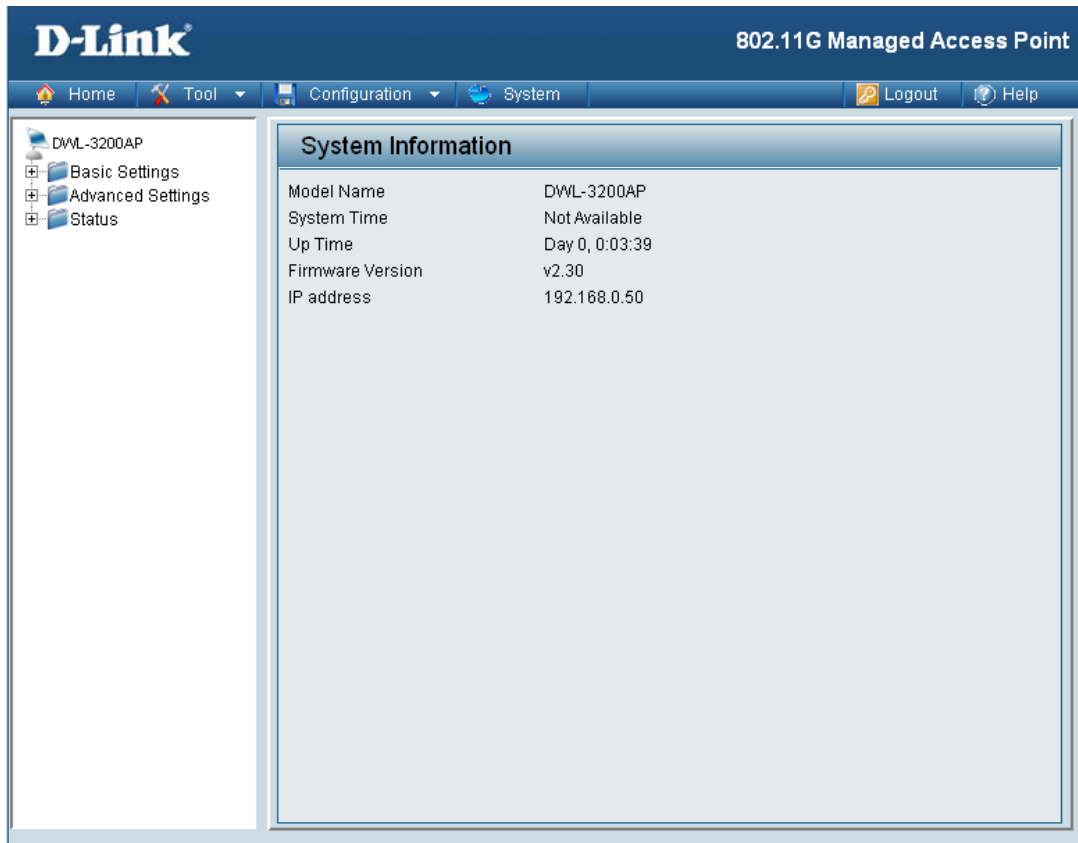 D-Link
802.11G Managed Access Point
Home Tool Configuration System Logout Help
DWL-3200AP
Basic Settings
Advanced Settings
Status
System Information
Model Name DWL-3200AP
System Time Not Available
Up Time Day 0, 0:03:39
Firmware Version v2.30
IP address 192.168.0.50